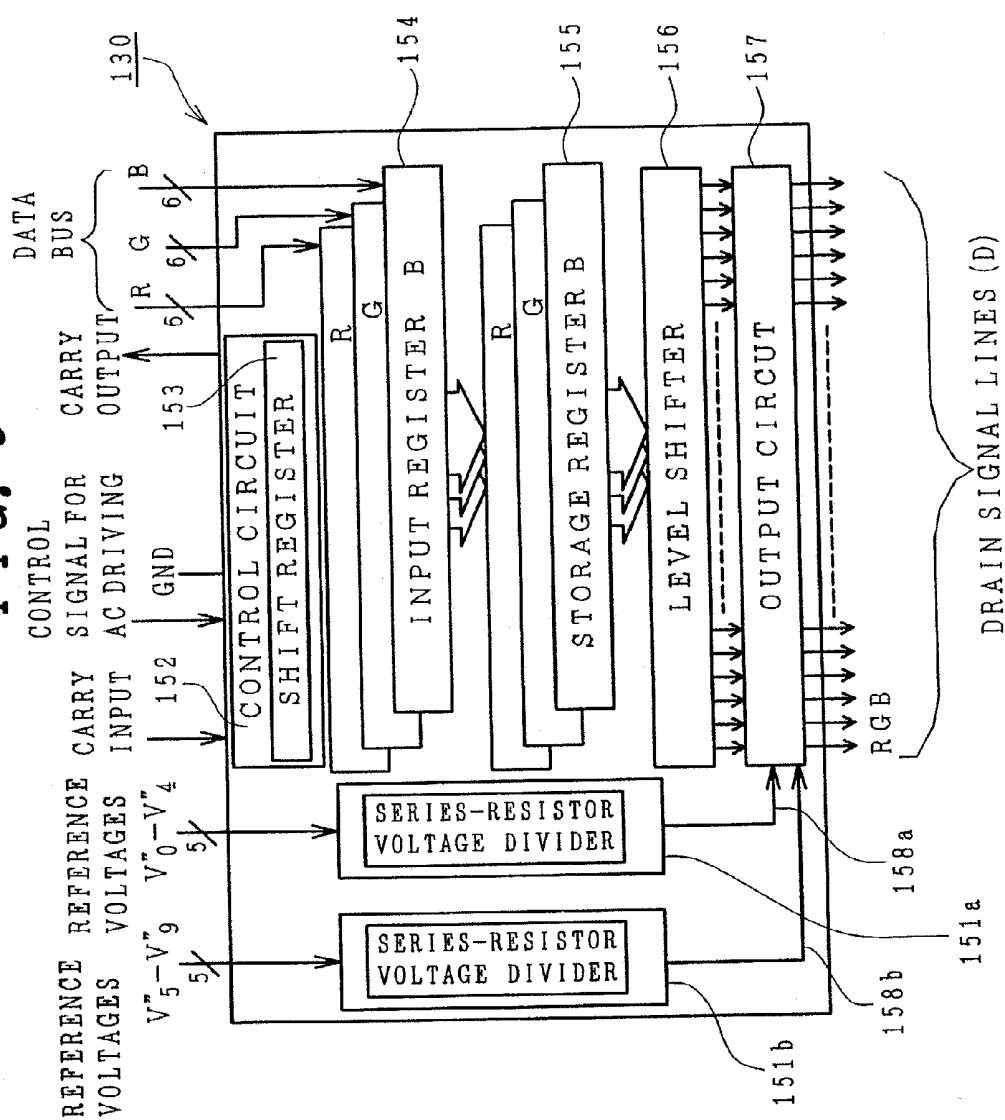 REFERENCE
VOLTAGES
V"5-V"9
5
REFERENCE
VOLTAGES
V"0-V"4
5
CARRY
INPUT
CONTROL
SIGNAL FOR
AC DRIVING
GND
CARRY
OUTPUT
DATA
BUS
R
G
B
6
6
6
130
152
CONTROL CIRCUIT
153
SHIFT REGISTER
R
G
INPUT REGISTER B
154
R
G
STORAGE REGISTER B
155
LEVEL SHIFTER
156
OUTPUT CIRCUT
157
SERIES-RESISTOR
VOLTAGE DIVIDER
SERIES-RESISTOR
VOLTAGE DIVIDER
158a
151a
158b
151b
RGB
DRAIN SIGNAL LINES (D)